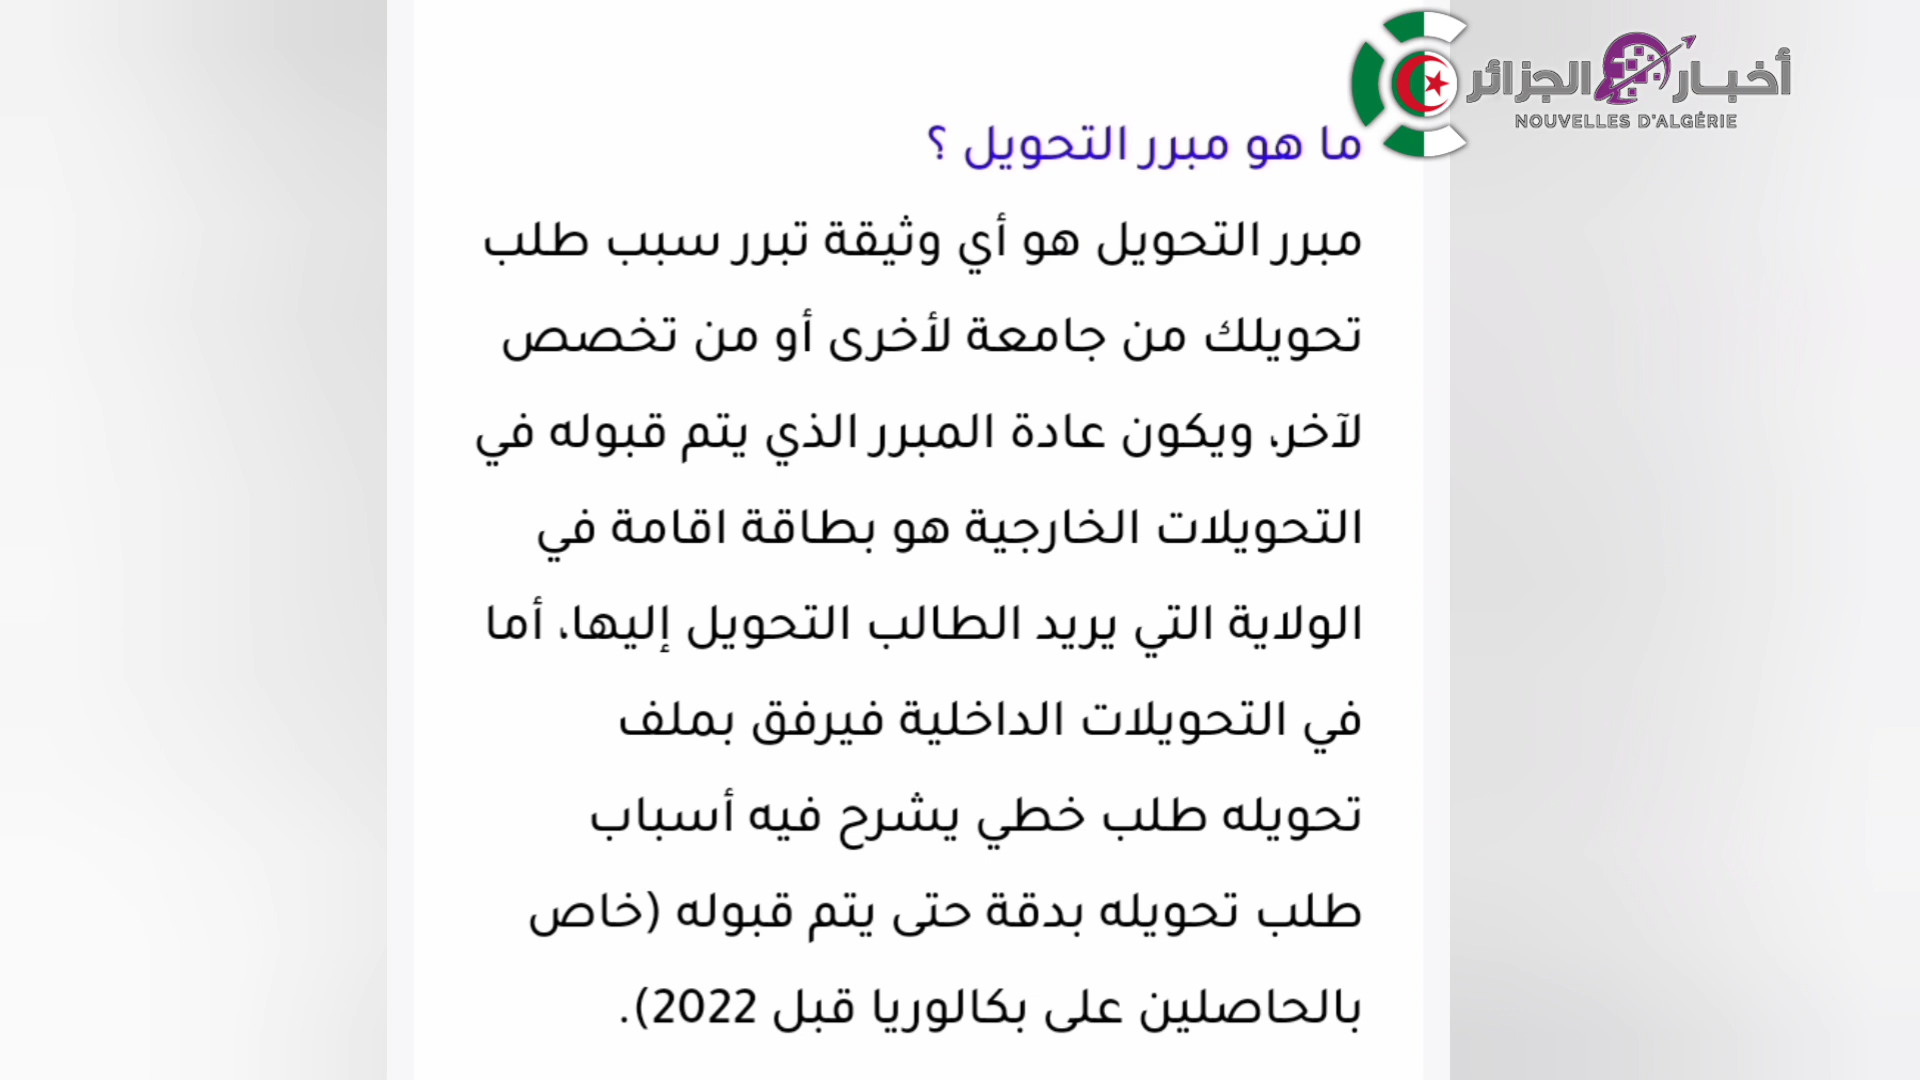 أخبار الجزائر
NOUVELLES D'ALGÉRIE
ما هو مبرر التحويل ؟
مبرر التحويل هو أي وثيقة تبرر سبب طلب
تحويلك من جامعة لأخرى أو من تخصص
لآخر، ويكون عادة المبرر الذي يتم قبوله في
التحويلات الخارجية هو بطاقة اقامة في
الولاية التي يريد الطالب التحويل إليها، أما
في التحويلات الداخلية فيرفق بملف
تحويله طلب خطي يشرح فيه أسباب
طلب تحويله بدقة حتى يتم قبوله (خاص
بالحاصلين على بكالوريا قبل 2022).